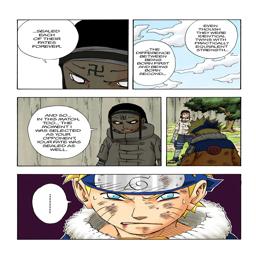 EVEN
THOUGH
THEY WERE
IDENTICAL
TWINS WITH
PRACTICALLY
EQUIVALENT
STRENGTH...
...THE
DIFFERENCE
BETWEEN
BEING
BORN FIRST
AND BEING
BORN
SECOND...
...SEALED
EACH
OF THEIR
FATES
FOREVER.
AND SO...
IN THIS MATCH,
TOO... THE
MOMENT I
WAS SELECTED
AS YOUR
OPPONENT,
YOUR FATE WAS
SEALED AS
WELL.